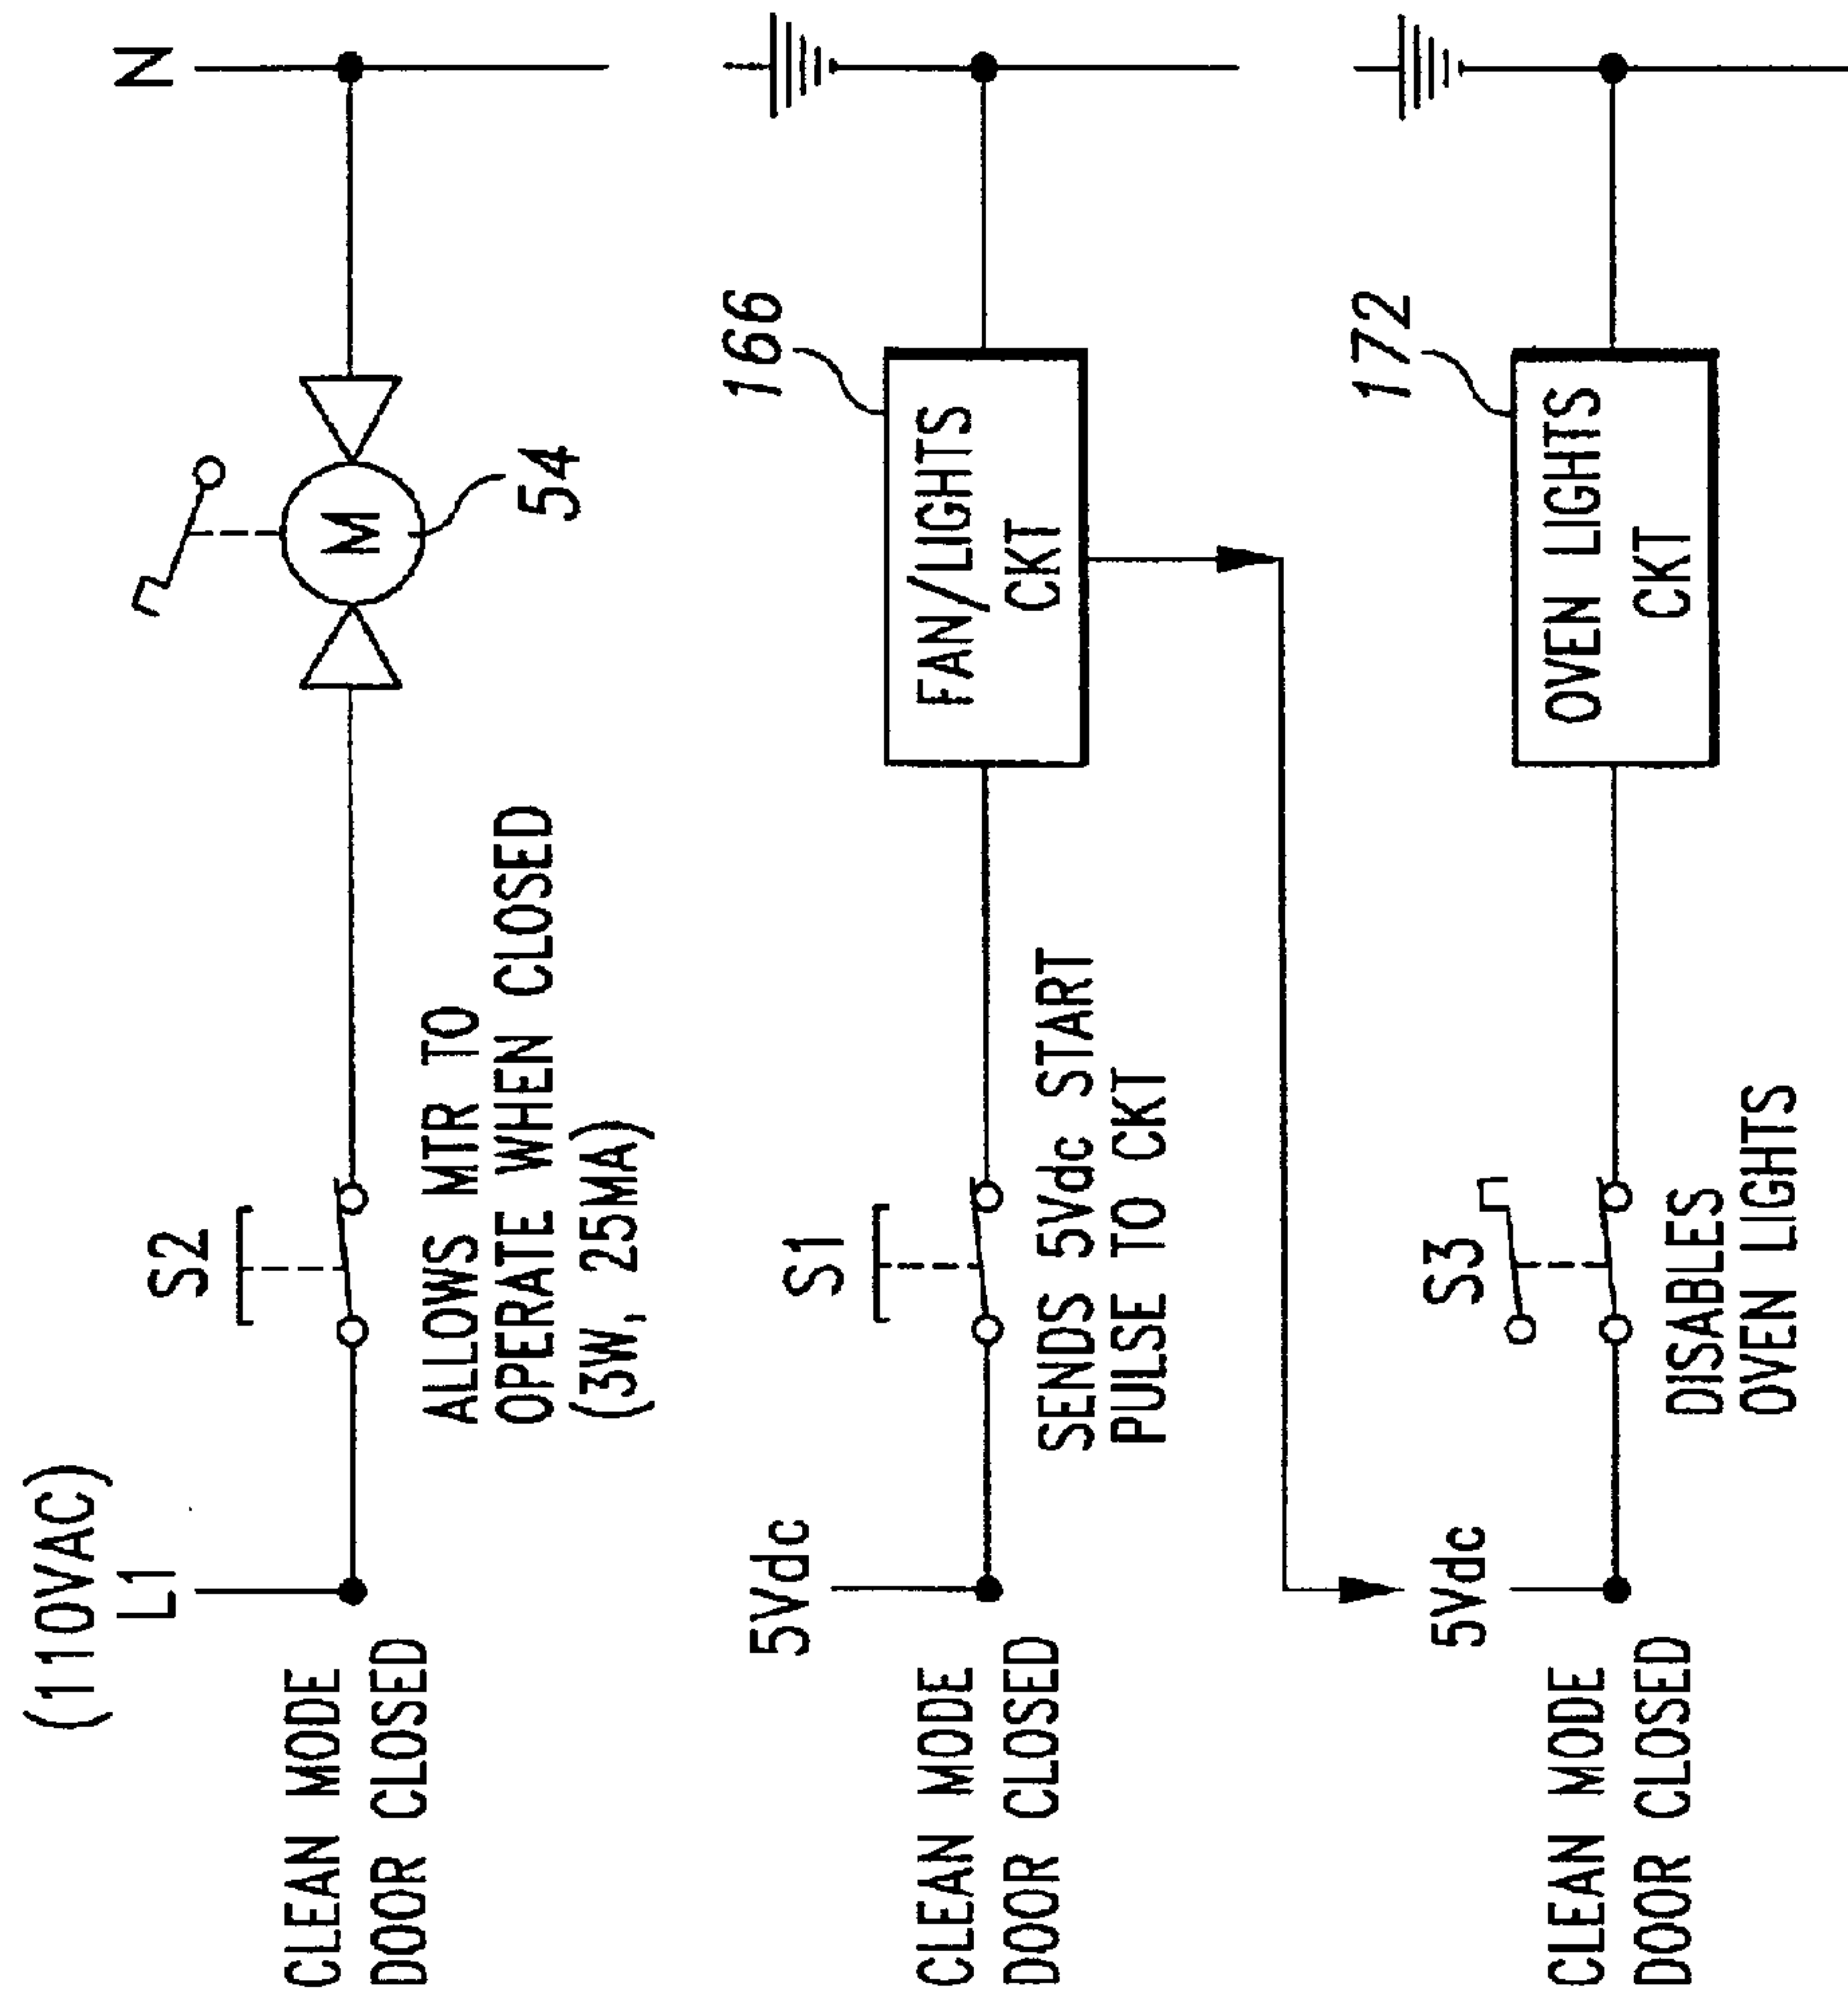 (110VAC)
L1
N
S2
54
CLEAN MODE
DOOR CLOSED
ALLOWS MTR TO
OPERATE WHEN CLOSED
(3W, 25MA)
M
5Vdc
S1
166
CLEAN MODE
DOOR CLOSED
FAN/LIGHTS
CKT
SENDS 5Vdc START
PULSE TO CKT
5Vdc
S3
172
CLEAN MODE
DOOR CLOSED
OVEN LIGHTS
CKT
DISABLES
OVEN LIGHTS